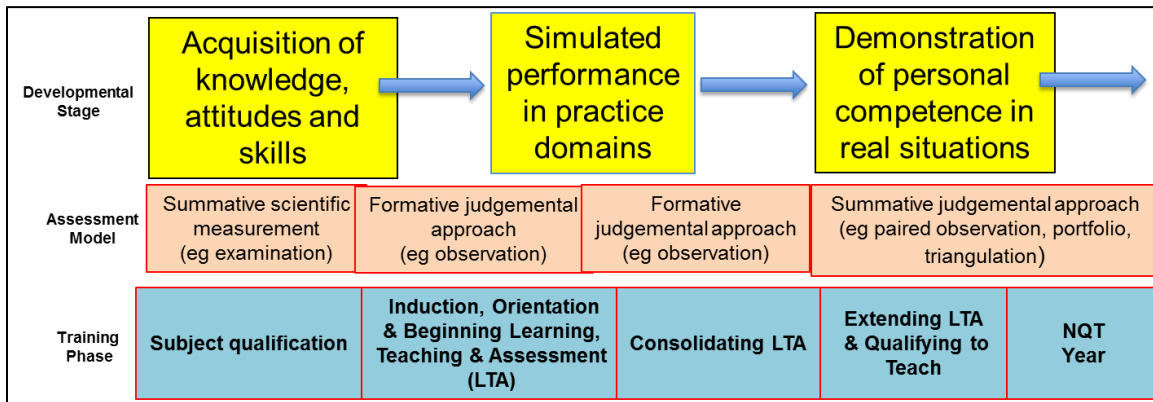 Developmental
Stage
Acquisition of
knowledge,
attitudes and
skills
Simulated
performance
in practice
domains
Demonstration
of personal
competence in
real situations
Assessment
Model
Summative scientific
measurement
(eg examination)
Formative judgemental
approach
(eg observation)
Formative
judgemental approach
(eg observation)
Summative judgemental approach
(eg paired observation, portfolio,
triangulation)
Training
Phase
Subject qualification
Induction, Orientation
& Beginning Learning,
Teaching & Assessment
(LTA)
Consolidating LTA
Extending LTA
& Qualifying to
Teach
NQT
Year